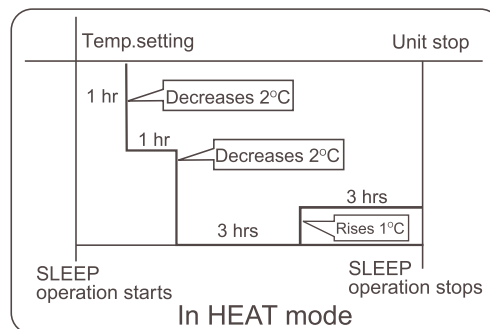 Temp.setting
Unit stop
1 hr
Decreases 2°C
1 hr
Decreases 2°C
3 hrs
3 hrs
Rises 1°C
SLEEP
operation starts
SLEEP
operation stops
In HEAT mode